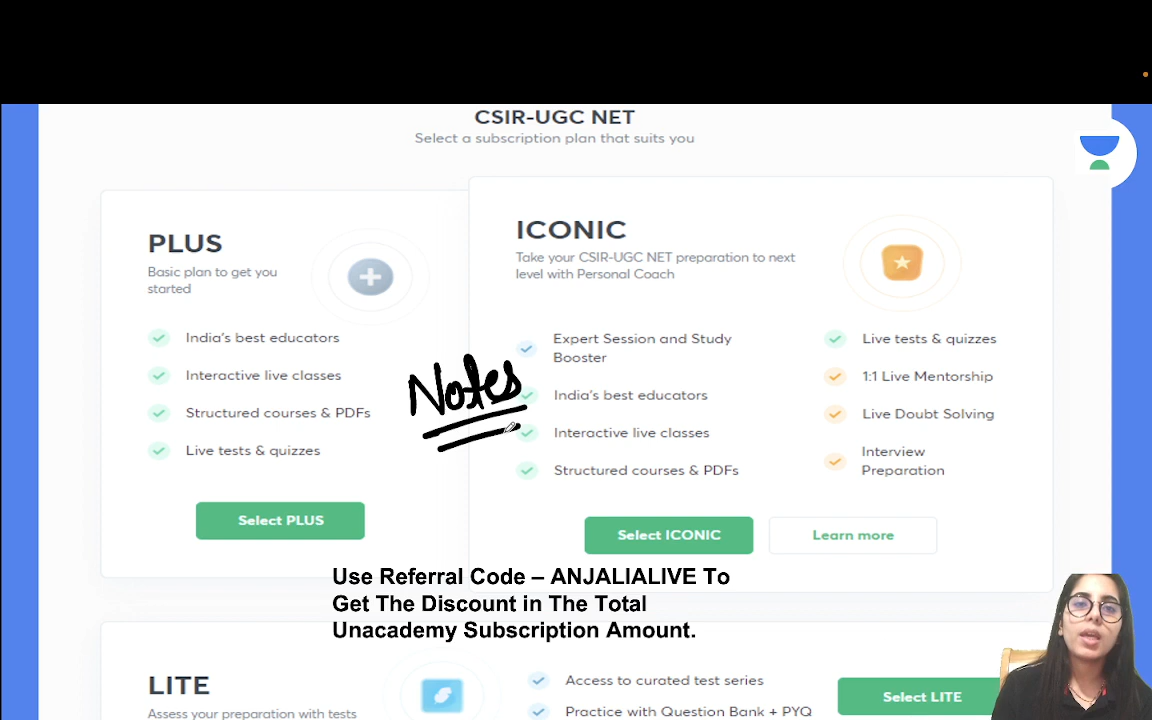 CSIR-UGC NET
Select a subscription plan that suits you
PLUS
Basic plan to get you
started
India's best educators
Interactive live classes
Structured courses & PDFs
Live tests & quizzes
Select PLUS
Notes
ICONIC
Take your CSIR-UGC NET preparation to next
level with Personal Coach
Expert Session and Study
Booster
India's best educators
Interactive live classes
Structured courses & PDFs
Live tests & quizzes
1:1 Live Mentorship
Live Doubt Solving
Interview
Preparation
Select ICONIC
Learn more
Use Referral Code – ANJALIALIVE To
Get The Discount in The Total
Unacademy Subscription Amount.
LITE
Assess your preparation with tests
Access to curated test series
Practice with Question Bank + PYQ
Select LITE